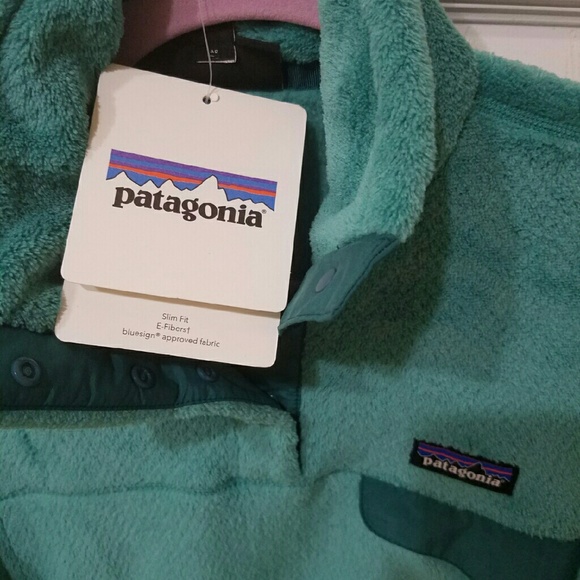 patagonia®
Slim Fit
E-Fibers†
bluesign® approved fabric
patagonia